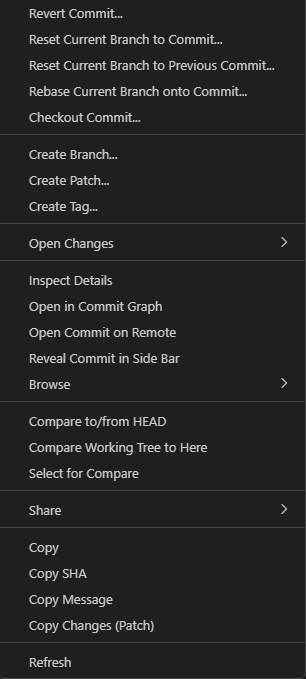 Revert Commit...
Reset Current Branch to Commit...
Reset Current Branch to Previous Commit...
Rebase Current Branch onto Commit...
Checkout Commit...
Create Branch...
Create Patch...
Create Tag...
Open Changes
Inspect Details
Open in Commit Graph
Open Commit on Remote
Reveal Commit in Side Bar
Browse
Compare to/from HEAD
Compare Working Tree to Here
Select for Compare
Share
Copy
Copy SHA
Copy Message
Copy Changes (Patch)
Refresh